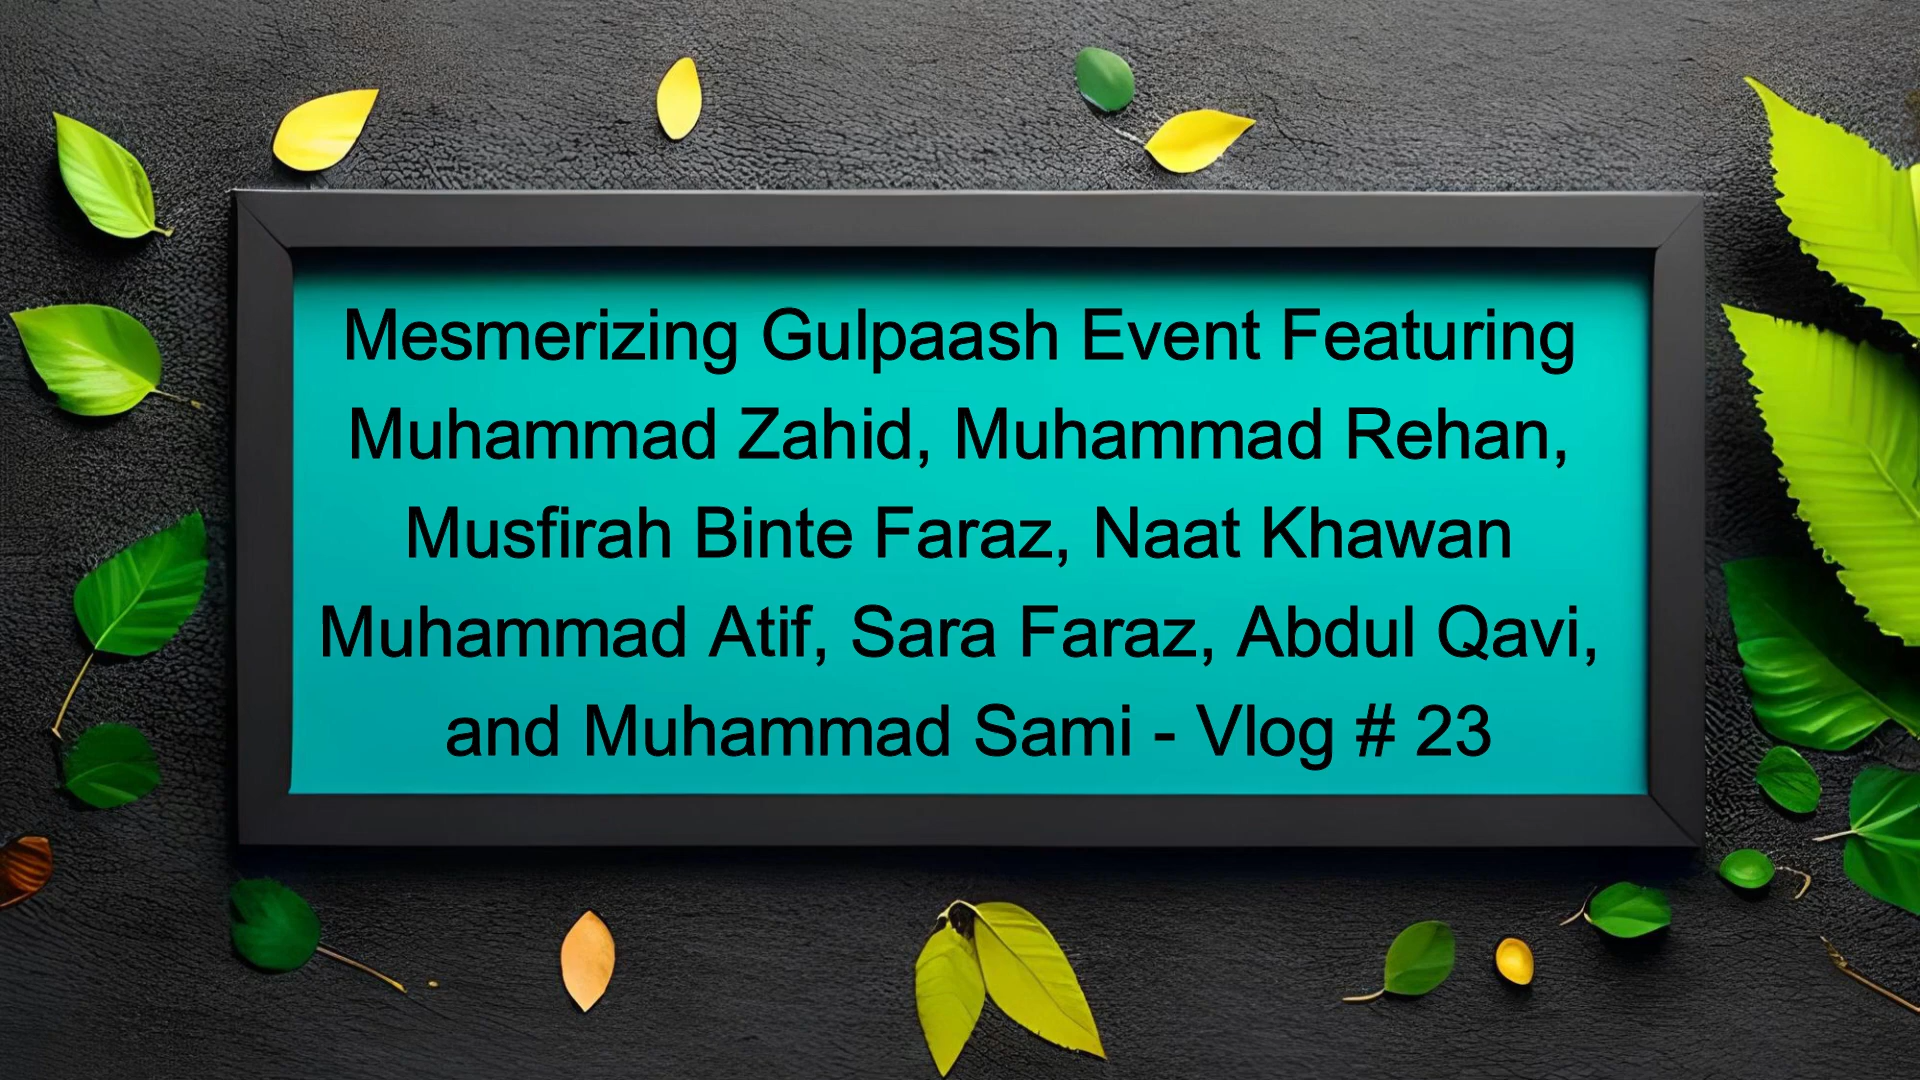 Mesmerizing Gulpaash Event Featuring
Muhammad Zahid, Muhammad Rehan,
Musfirah Binte Faraz, Naat Khawan
Muhammad Atif, Sara Faraz, Abdul Qavi,
and Muhammad Sami - Vlog # 23